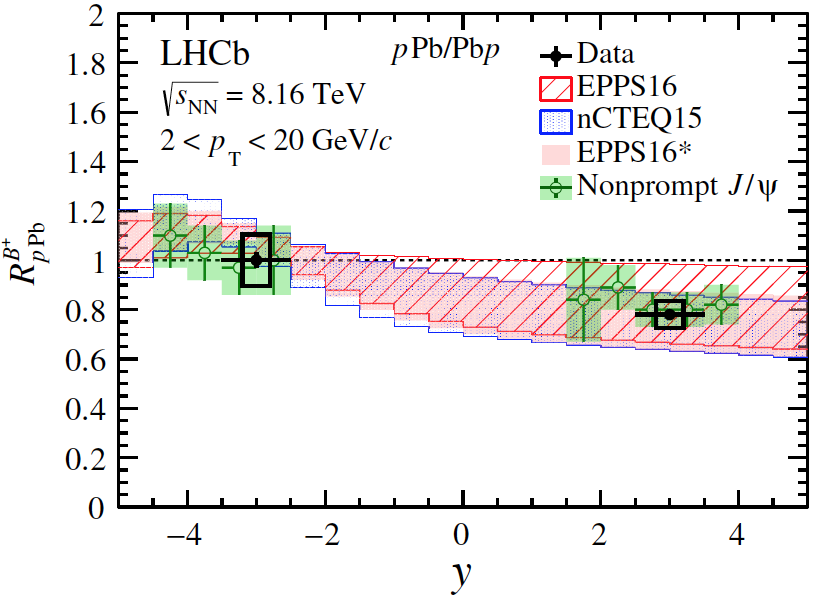 LHCb
pPb/Pbp
√sNN = 8.16 TeV
2 < pT < 20 GeV/c
Data
EPPS16
nCTEQ15
EPPS16*
Nonprompt J/ψ
R^{B+}_{pPb}
2
1.8
1.6
1.4
1.2
1
0.8
0.6
0.4
0.2
0
−4
−2
0
2
4
y